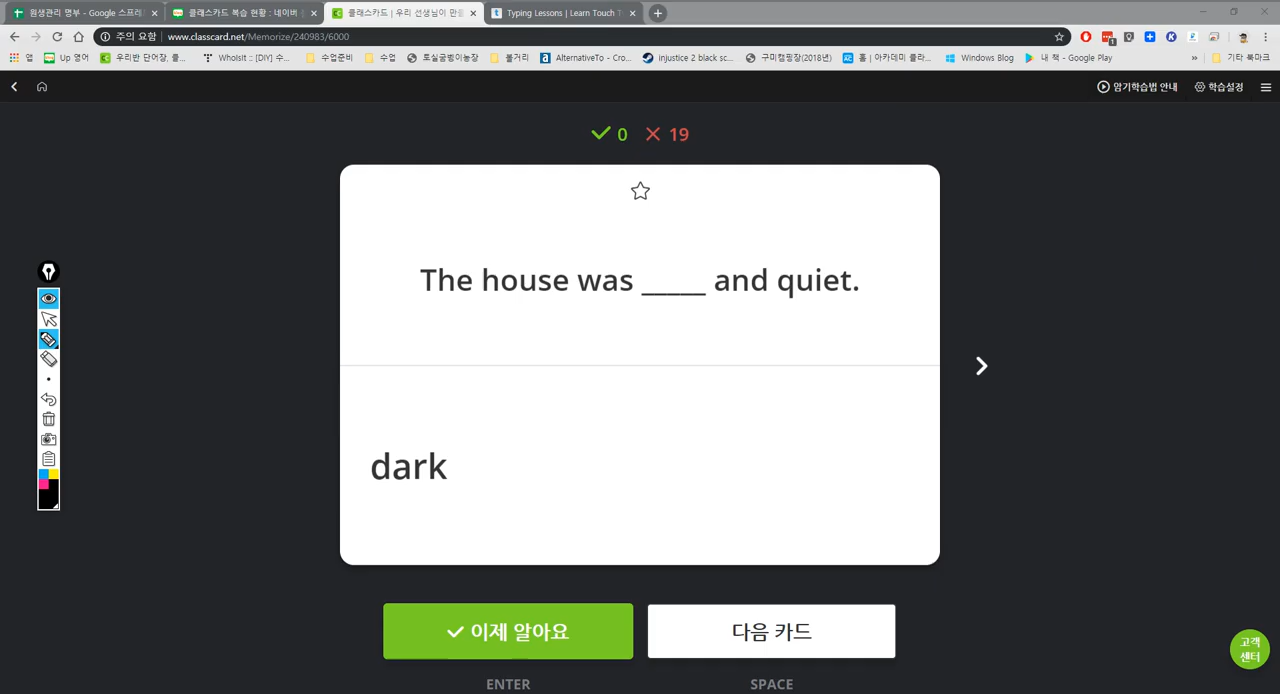 원생관리 명부 - Google 스프레
클래스카드 복습 현황 : 네이버
클래스카드 | 우리 선생님이 만
Typing Lessons | Learn Touch T
주의 요함
www.classcard.net/Memorize/240983/6000
앱
Up 영어
우리반 단어장, 클...
WhoIst :: [DIY] 수...
수업준비
수업
토실굼벵이농장
볼거리
AlternativeTo - Cro...
injustice 2 black sc...
구미캠핑장(2018년)
홈 | 아카데미 클라...
Windows Blog
내 책 - Google Play
»
기타 북마크
암기학습법 안내
학습설정
0
19
The house was _____ and quiet.
dark
이제 알아요
다음 카드
ENTER
SPACE
고객
센터